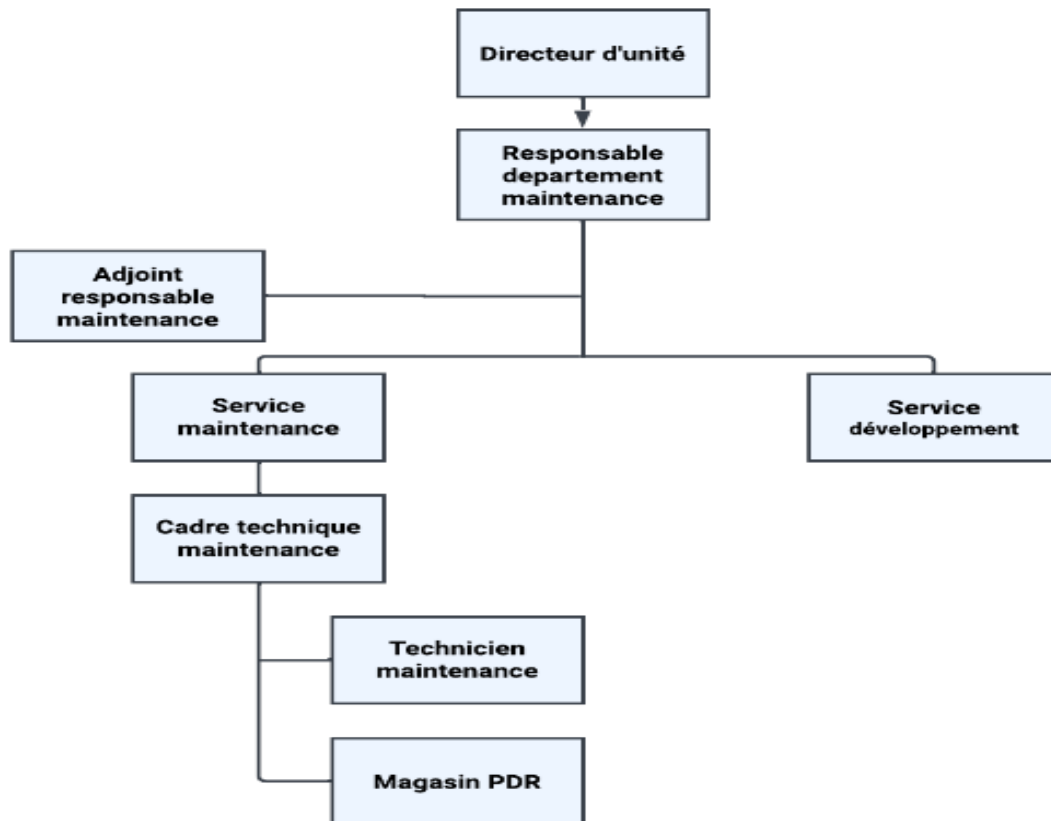 Directeur d'unité
Responsable
departement
maintenance
Adjoint
responsable
maintenance
Service
maintenance
Service
développement
Cadre technique
maintenance
Technicien
maintenance
Magasin PDR